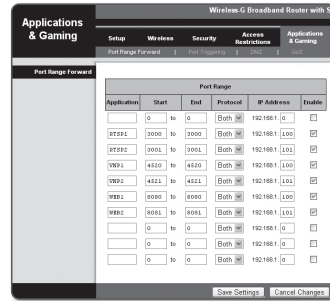 Wireless-G Broadband Router with S
Applications & Gaming
Setup Wireless Security Access Restrictions Applications & Gaming
Port Range Forward | Port Triggering | DMZ | QoS
Port Range Forward
Port Range
Application Start End Protocol IP Address Enable
0 to 0 Both 192.168.1. 0
RTSP1 3000 to 3000 Both 192.168.1. 100
RTSP2 3001 to 3001 Both 192.168.1. 101
VNP1 4520 to 4520 Both 192.168.1. 100
VNP2 4521 to 4521 Both 192.168.1. 101
WEB1 8080 to 8080 Both 192.168.1. 100
WEB2 8081 to 8081 Both 192.168.1. 101
0 to 0 Both 192.168.1. 0
0 to 0 Both 192.168.1. 0
0 to 0 Both 192.168.1. 0
Save Settings Cancel Changes